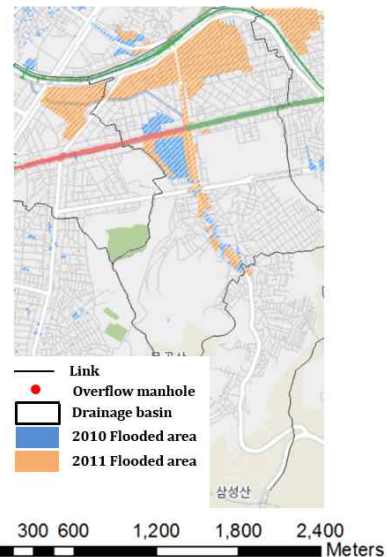 Link
Overflow manhole
Drainage basin
2010 Flooded area
2011 Flooded area
삼성산
300 600 1,200 1,800 2,400
Meters